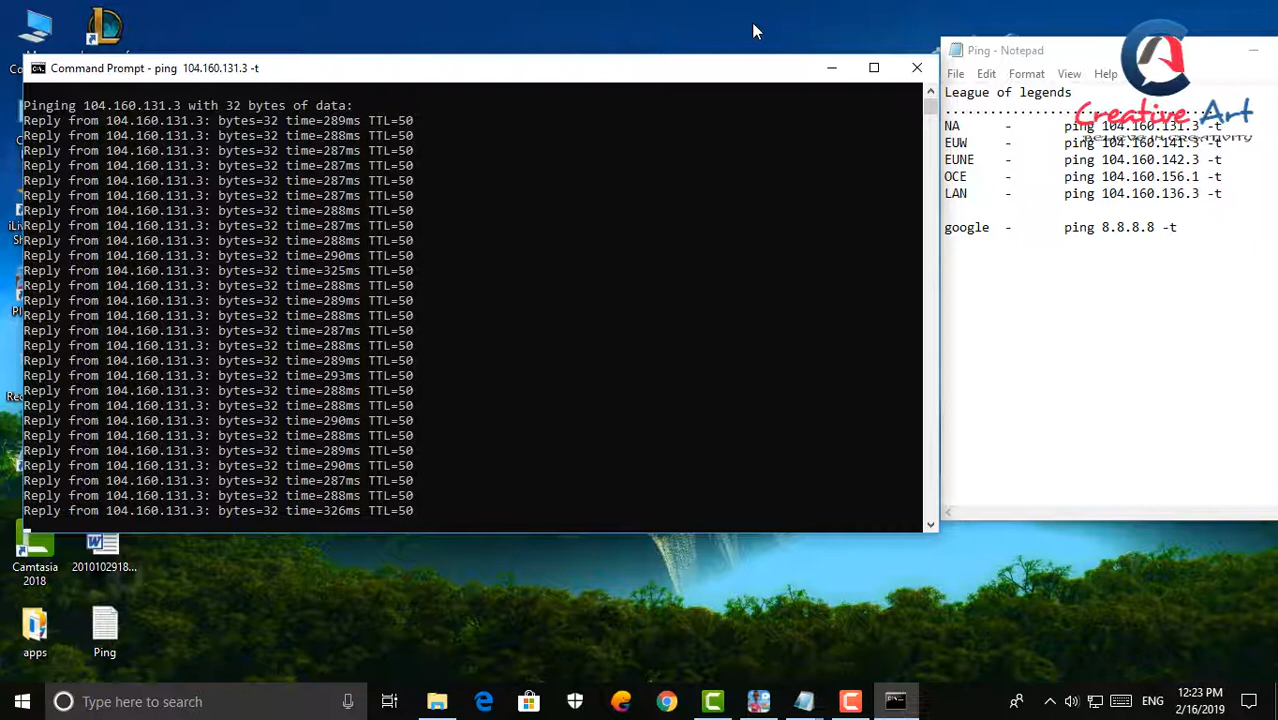 Command Prompt - ping 104.160.131.3 -t
Pinging 104.160.131.3 with 32 bytes of data:
Reply from 104.160.131.3: bytes=32 time=288ms TTL=50
Reply from 104.160.131.3: bytes=32 time=288ms TTL=50
Reply from 104.160.131.3: bytes=32 time=287ms TTL=50
Reply from 104.160.131.3: bytes=32 time=287ms TTL=50
Reply from 104.160.131.3: bytes=32 time=287ms TTL=50
Reply from 104.160.131.3: bytes=32 time=287ms TTL=50
Reply from 104.160.131.3: bytes=32 time=288ms TTL=50
Reply from 104.160.131.3: bytes=32 time=287ms TTL=50
Reply from 104.160.131.3: bytes=32 time=288ms TTL=50
Reply from 104.160.131.3: bytes=32 time=290ms TTL=50
Reply from 104.160.131.3: bytes=32 time=325ms TTL=50
Reply from 104.160.131.3: bytes=32 time=288ms TTL=50
Reply from 104.160.131.3: bytes=32 time=289ms TTL=50
Reply from 104.160.131.3: bytes=32 time=288ms TTL=50
Reply from 104.160.131.3: bytes=32 time=287ms TTL=50
Reply from 104.160.131.3: bytes=32 time=288ms TTL=50
Reply from 104.160.131.3: bytes=32 time=289ms TTL=50
Reply from 104.160.131.3: bytes=32 time=293ms TTL=50
Reply from 104.160.131.3: bytes=32 time=288ms TTL=50
Reply from 104.160.131.3: bytes=32 time=288ms TTL=50
Reply from 104.160.131.3: bytes=32 time=290ms TTL=50
Reply from 104.160.131.3: bytes=32 time=288ms TTL=50
Reply from 104.160.131.3: bytes=32 time=289ms TTL=50
Reply from 104.160.131.3: bytes=32 time=290ms TTL=50
Reply from 104.160.131.3: bytes=32 time=287ms TTL=50
Reply from 104.160.131.3: bytes=32 time=288ms TTL=50
Reply from 104.160.131.3: bytes=32 time=326ms TTL=50
Ping - Notepad
File Edit Format View Help
League of legends
NA - ping 104.160.131.3 -t
EUW - ping 104.160.141.3 -t
EUNE - ping 104.160.142.3 -t
OCE - ping 104.160.156.1 -t
LAN - ping 104.160.136.3 -t
google - ping 8.8.8.8 -t
Creative Art
BELIEVE IN CREATIVITY
Camtasia
2018
2010102918...
apps
Ping
Type here to search
ENG
12:23 PM
2/16/2019